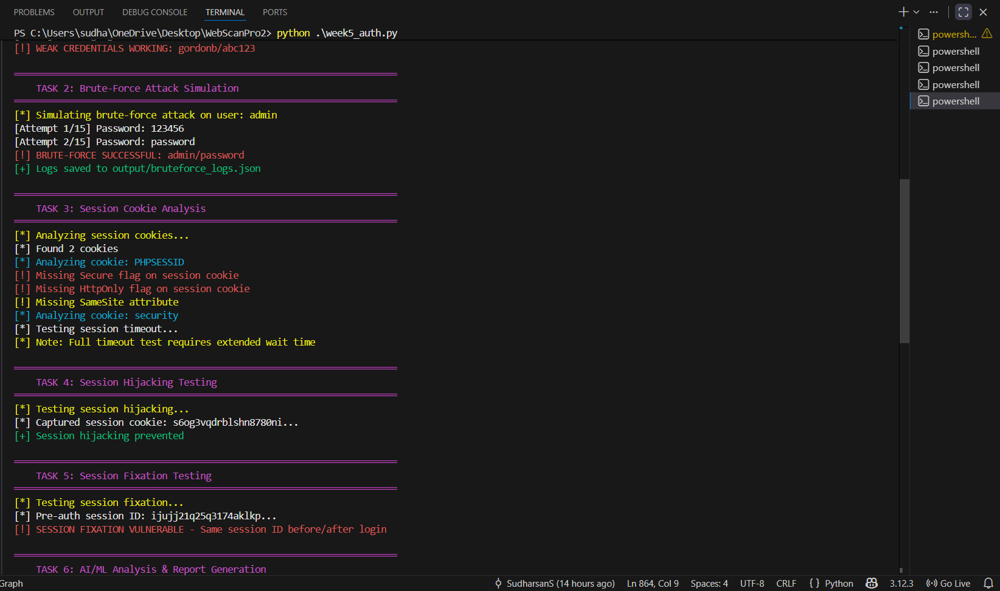 PROBLEMS OUTPUT DEBUG CONSOLE TERMINAL PORTS
PS C:\Users\sudha\OneDrive\Desktop\WebScanPro2> python .\week5_auth.py
[!] WEAK CREDENTIALS WORKING: gordonb/abc123
TASK 2: Brute-Force Attack Simulation
[*] Simulating brute-force attack on user: admin
[Attempt 1/15] Password: 123456
[Attempt 2/15] Password: password
[!] BRUTE-FORCE SUCCESSFUL: admin/password
[+] Logs saved to output/bruteforce_logs.json
TASK 3: Session Cookie Analysis
[*] Analyzing session cookies...
[*] Found 2 cookies
[*] Analyzing cookie: PHPSESSID
[!] Missing Secure flag on session cookie
[!] Missing HttpOnly flag on session cookie
[!] Missing SameSite attribute
[*] Analyzing cookie: security
[*] Testing session timeout...
[*] Note: Full timeout test requires extended wait time
TASK 4: Session Hijacking Testing
[*] Testing session hijacking...
[*] Captured session cookie: s6og3vqdrblshn8780ni...
[+] Session hijacking prevented
TASK 5: Session Fixation Testing
[*] Testing session fixation...
[*] Pre-auth session ID: ijujj21q25q3174aklkp...
[!] SESSION FIXATION VULNERABLE - Same session ID before/after login
TASK 6: AI/ML Analysis & Report Generation
powersh...
powershell
powershell
powershell
powershell
Graph SudharsanS (14 hours ago) Ln 864, Col 9 Spaces: 4 UTF-8 CRLF { } Python 3.12.3 Go Live